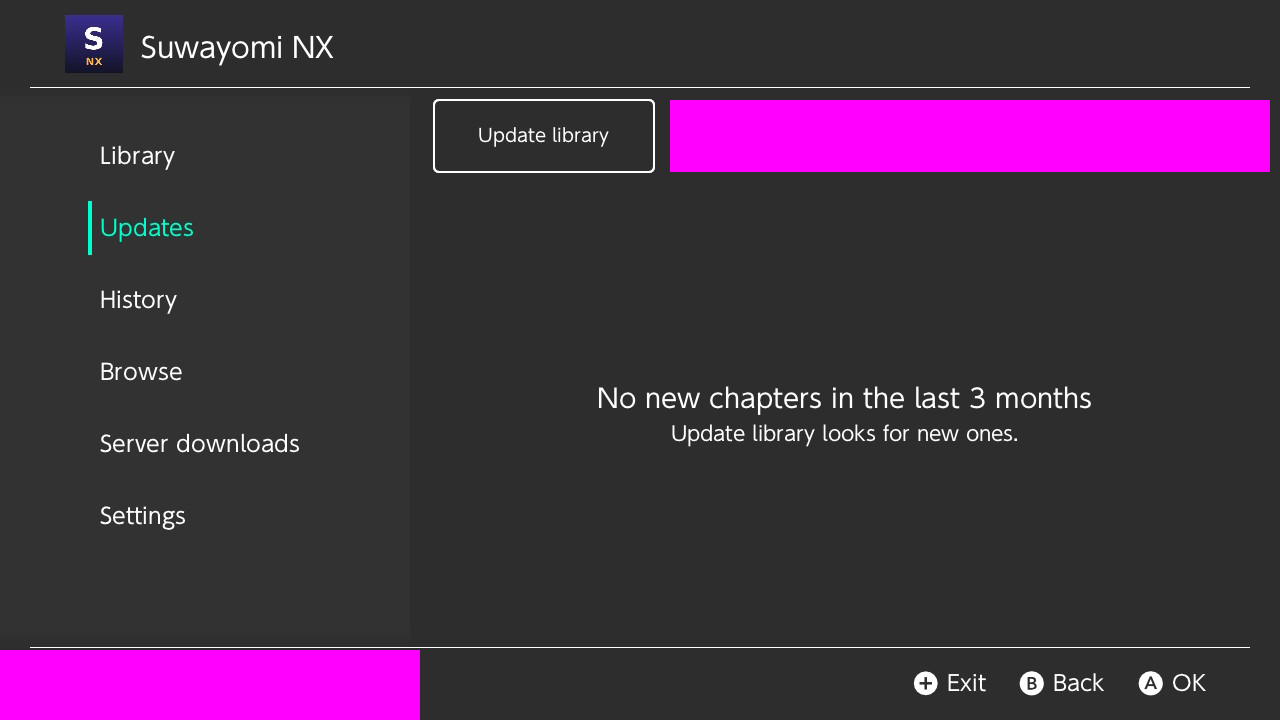 S
NX
Suwayomi NX
Library
Updates
History
Browse
Server downloads
Settings
Update library
No new chapters in the last 3 months
Update library looks for new ones.
+ Exit
B Back
A OK